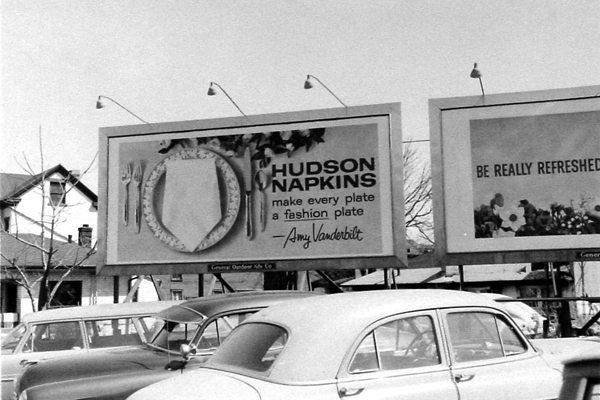 HUDSON
NAPKINS
make every plate
a fashion plate
—Amy Vanderbilt
General Outdoor Adv Co.
BE REALLY REFRESHED